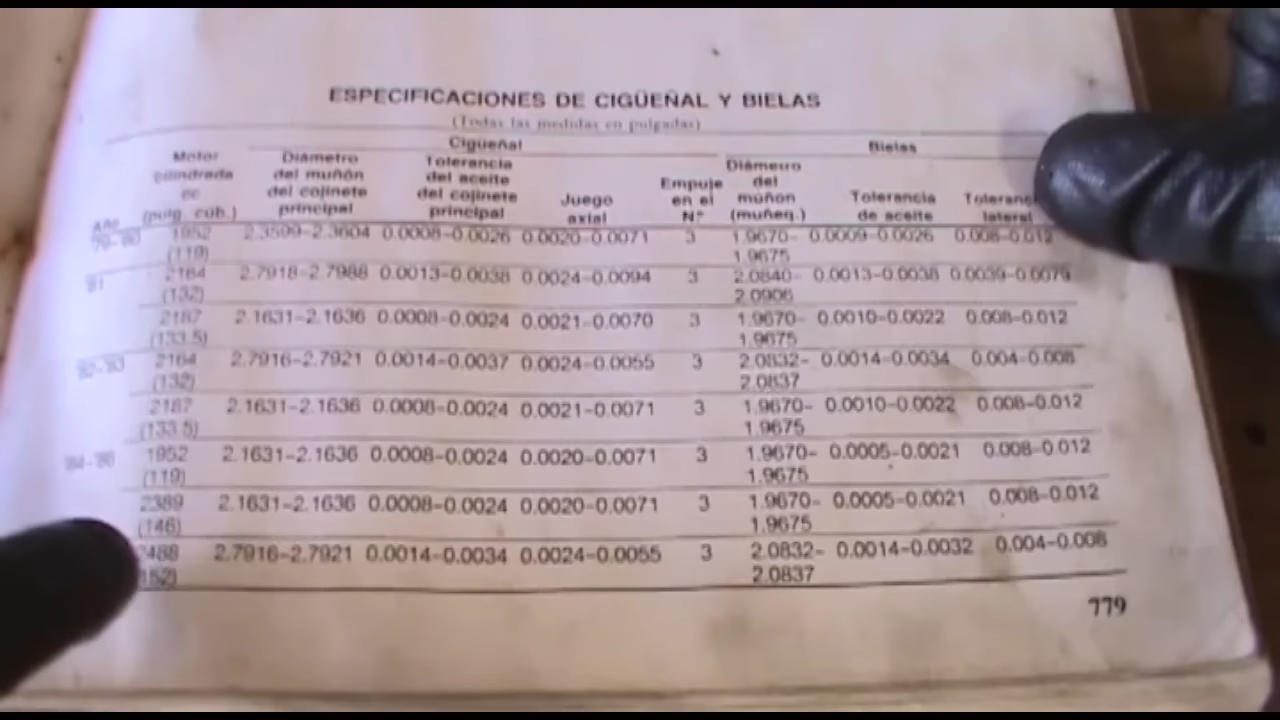 ESPECIFICACIONES DE CIGÜEÑAL Y BIELAS
(Todas las medidas en pulgadas)
Cigüeñal Bielas
Motor Diámetro Tolerancia Diámetro
cilindrada del muñón del aceite Empuje del
cc del cojinete del cojinete Juego en el muñón Tolerancia
Año (pulg. cúb.) principal principal axial N° (muñeq.) de aceite lateral
79-80 1952 2.3599-2.3604 0.0008-0.0026 0.0020-0.0071 3 1.9670- 0.0009-0.0026 0.008-0.012
(119) 1.9675
81 2184 2.7918-2.7988 0.0013-0.0038 0.0024-0.0094 3 2.0840- 0.0013-0.0038 0.0039-0.0079
(132) 2.0906
2187 2.1631-2.1636 0.0008-0.0024 0.0021-0.0070 3 1.9670- 0.0010-0.0022 0.008-0.012
(133.5) 1.9675
82-83 2164 2.7916-2.7921 0.0014-0.0037 0.0024-0.0055 3 2.0832- 0.0014-0.0034 0.004-0.008
(132) 2.0837
2187 2.1631-2.1636 0.0008-0.0024 0.0021-0.0071 3 1.9670- 0.0010-0.0022 0.008-0.012
(133.5) 1.9675
84-86 1952 2.1631-2.1636 0.0008-0.0024 0.0020-0.0071 3 1.9670- 0.0005-0.0021 0.008-0.012
(119) 1.9675
2389 2.1631-2.1636 0.0008-0.0024 0.0020-0.0071 3 1.9670- 0.0005-0.0021 0.008-0.012
(146) 1.9675
2488 2.7916-2.7921 0.0014-0.0034 0.0024-0.0055 3 2.0832- 0.0014-0.0032 0.004-0.008
152) 2.0837
779